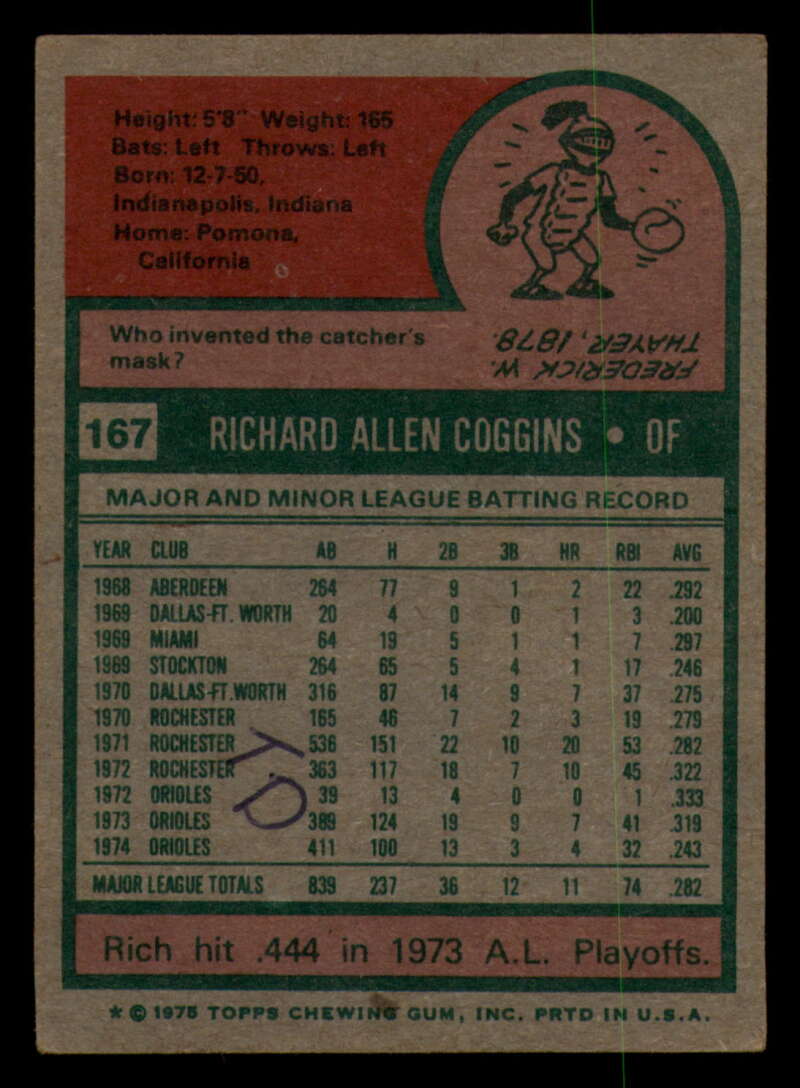 Height: 5'8" Weight: 165
Bats: Left Throws: Left
Born: 12-7-50,
Indianapolis, Indiana
Home: Pomona,
California
Who invented the catcher's
mask?
FREDERICK W.
THAYER, 1878.
167 RICHARD ALLEN COGGINS • OF
MAJOR AND MINOR LEAGUE BATTING RECORD
YEAR CLUB AB H 2B 3B HR RBI AVG
1968 ABERDEEN 264 77 9 1 2 22 .292
1969 DALLAS-FT. WORTH 20 4 0 0 1 3 .200
1969 MIAMI 64 19 5 1 1 7 .297
1969 STOCKTON 264 65 5 4 1 17 .246
1970 DALLAS-FT.WORTH 316 87 14 9 7 37 .275
1970 ROCHESTER 165 46 7 2 3 19 .279
1971 ROCHESTER 536 151 22 10 20 53 .282
1972 ROCHESTER 363 117 18 7 10 45 .322
1972 ORIOLES 39 13 4 0 0 1 .333
1973 ORIOLES 389 124 19 9 7 41 .319
1974 ORIOLES 411 100 13 3 4 32 .243
MAJOR LEAGUE TOTALS 839 237 36 12 11 74 .282
Rich hit .444 in 1973 A.L. Playoffs.
* © 1975 TOPPS CHEWING GUM, INC. PRTD IN U.S.A.